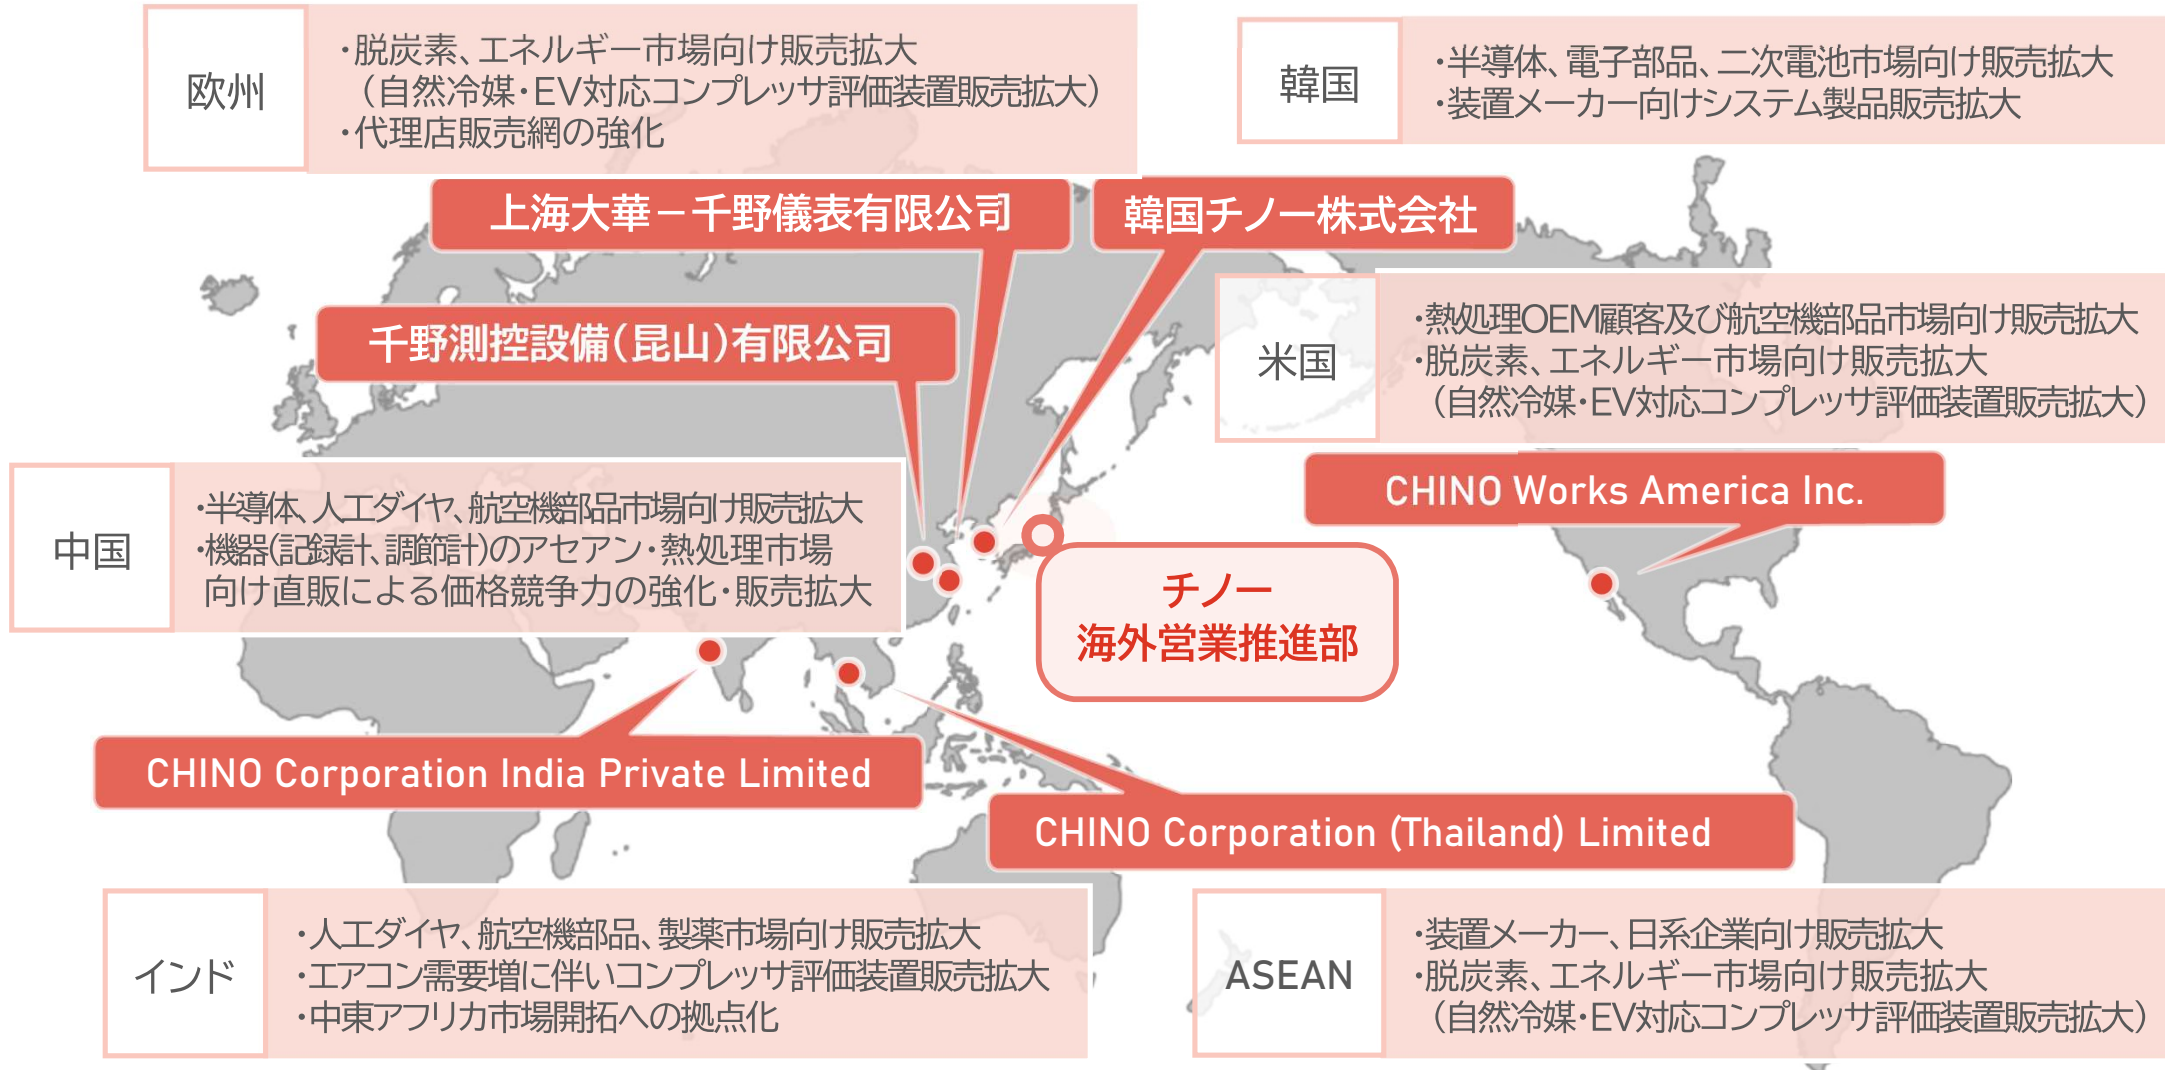 欧州
・脱炭素、エネルギー市場向け販売拡大
（自然冷媒・EV対応コンプレッサ評価装置販売拡大）
・代理店販売網の強化
韓国
・半導体、電子部品、二次電池市場向け販売拡大
・装置メーカー向けシステム製品販売拡大
上海大華－千野儀表有限公司
韓国チノー株式会社
千野測控設備（昆山）有限公司
米国
・熱処理OEM顧客及び航空機部品市場向け販売拡大
・脱炭素、エネルギー市場向け販売拡大
（自然冷媒・EV対応コンプレッサ評価装置販売拡大）
中国
・半導体、人工ダイヤ、航空機部品市場向け販売拡大
・機器（記録計、調節計）のアセアン・熱処理市場
向け直販による価格競争力の強化・販売拡大
CHINO Works America Inc.
チノー
海外営業推進部
CHINO Corporation India Private Limited
CHINO Corporation (Thailand) Limited
インド
・人工ダイヤ、航空機部品、製薬市場向け販売拡大
・エアコン需要増に伴いコンプレッサ評価装置販売拡大
・中東アフリカ市場開拓への拠点化
ASEAN
・装置メーカー、日系企業向け販売拡大
・脱炭素、エネルギー市場向け販売拡大
（自然冷媒・EV対応コンプレッサ評価装置販売拡大）